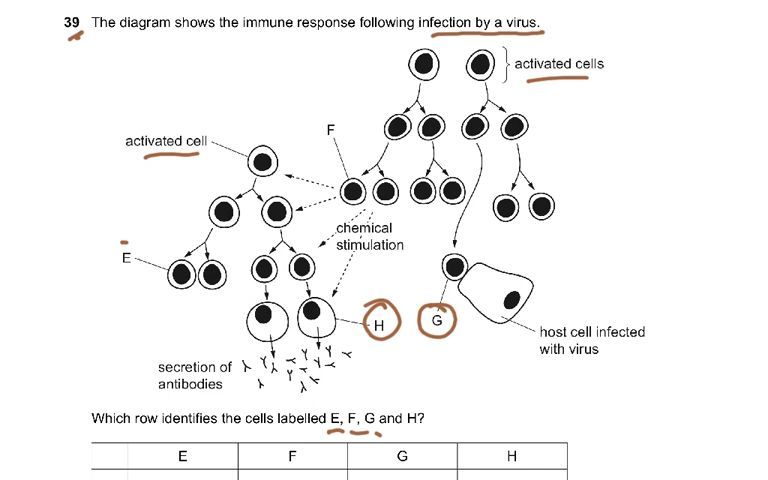 39 The diagram shows the immune response following infection by a virus.
activated cells
F
activated cell
chemical
stimulation
E
H
G
host cell infected
with virus
secretion of
antibodies
Which row identifies the cells labelled E, F, G and H?
E F G H